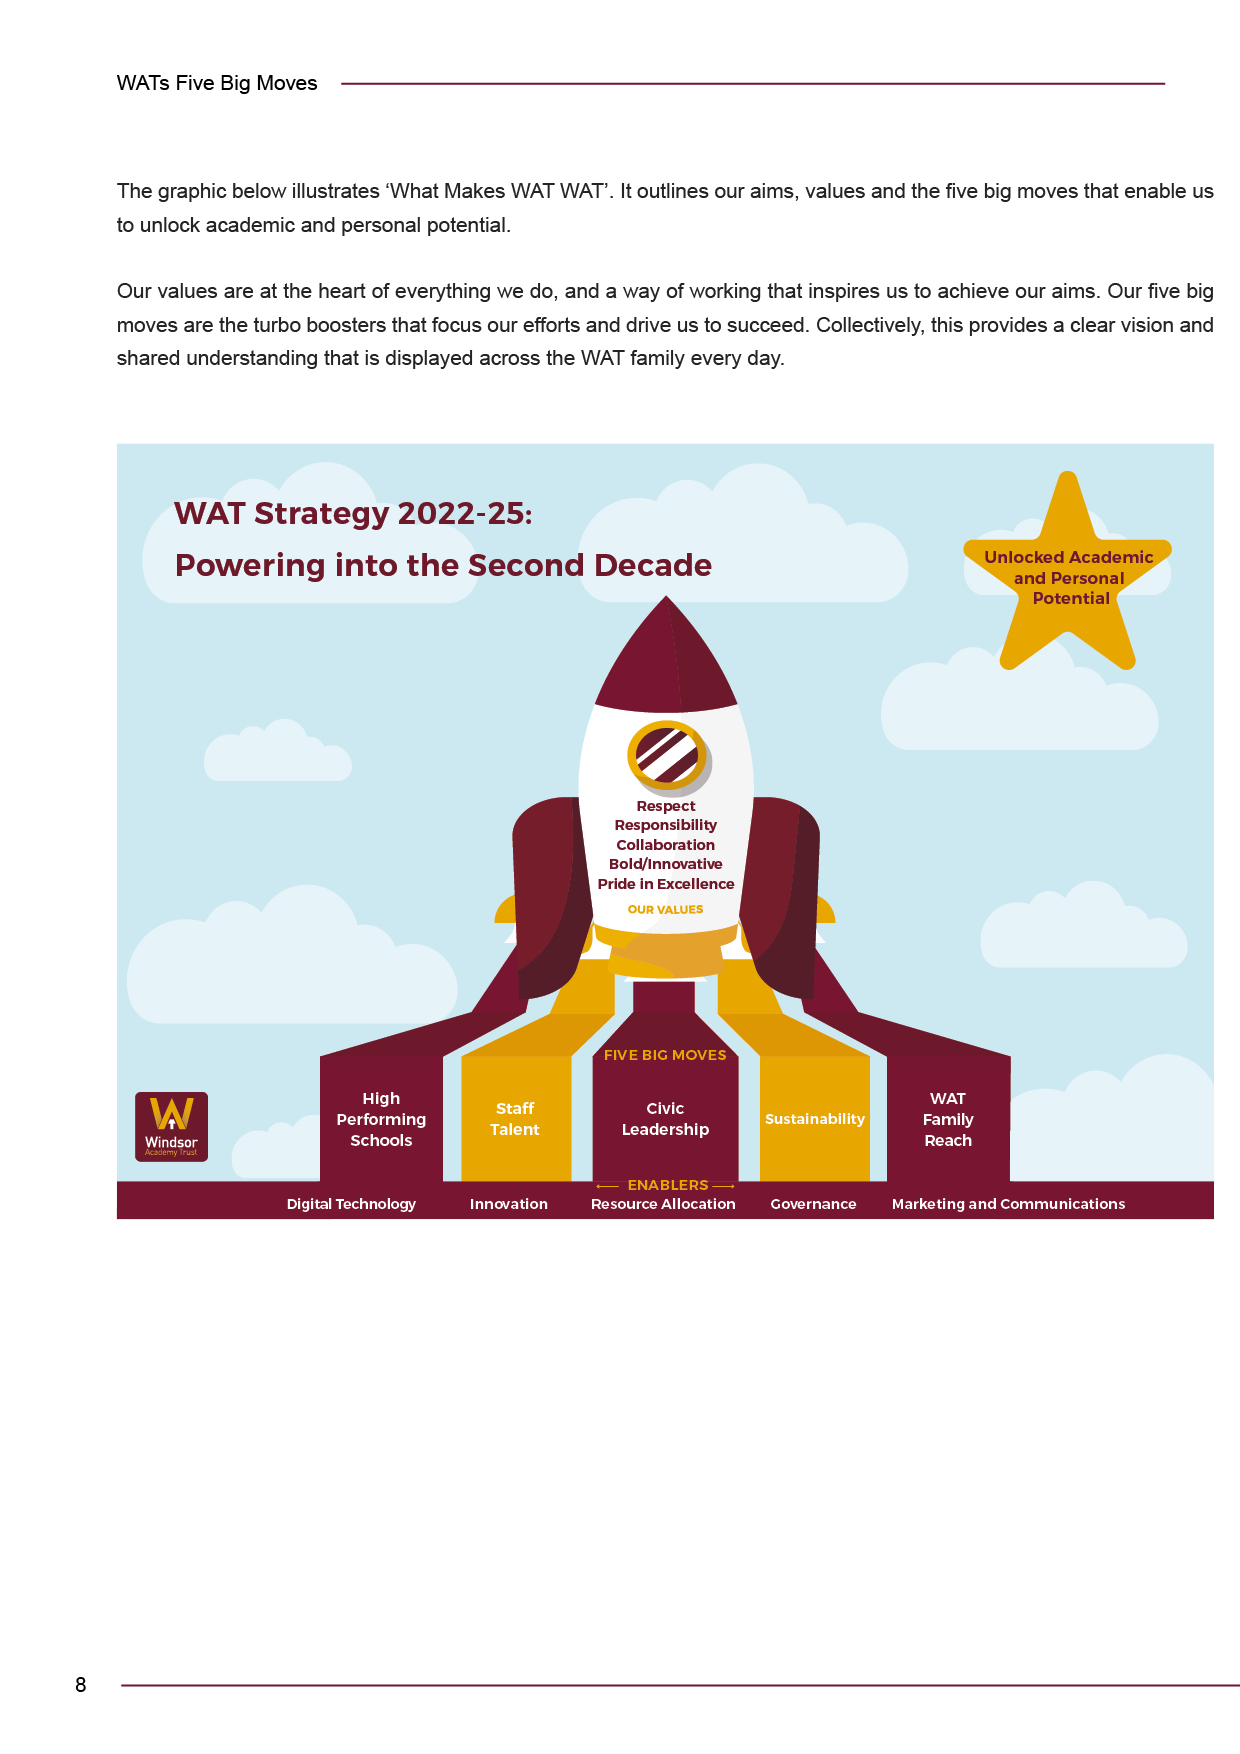 WATs Five Big Moves
The graphic below illustrates ‘What Makes WAT WAT’. It outlines our aims, values and the five big moves that enable us
to unlock academic and personal potential.
Our values are at the heart of everything we do, and a way of working that inspires us to achieve our aims. Our five big
moves are the turbo boosters that focus our efforts and drive us to succeed. Collectively, this provides a clear vision and
shared understanding that is displayed across the WAT family every day.
WAT Strategy 2022-25:
Powering into the Second Decade
Unlocked Academic
and Personal
Potential
Respect
Responsibility
Collaboration
Bold/Innovative
Pride in Excellence
OUR VALUES
FIVE BIG MOVES
High
Performing
Schools
Staff
Talent
Civic
Leadership
Sustainability
WAT
Family
Reach
Windsor
Academy Trust
ENABLERS
Digital Technology
Innovation
Resource Allocation
Governance
Marketing and Communications
8